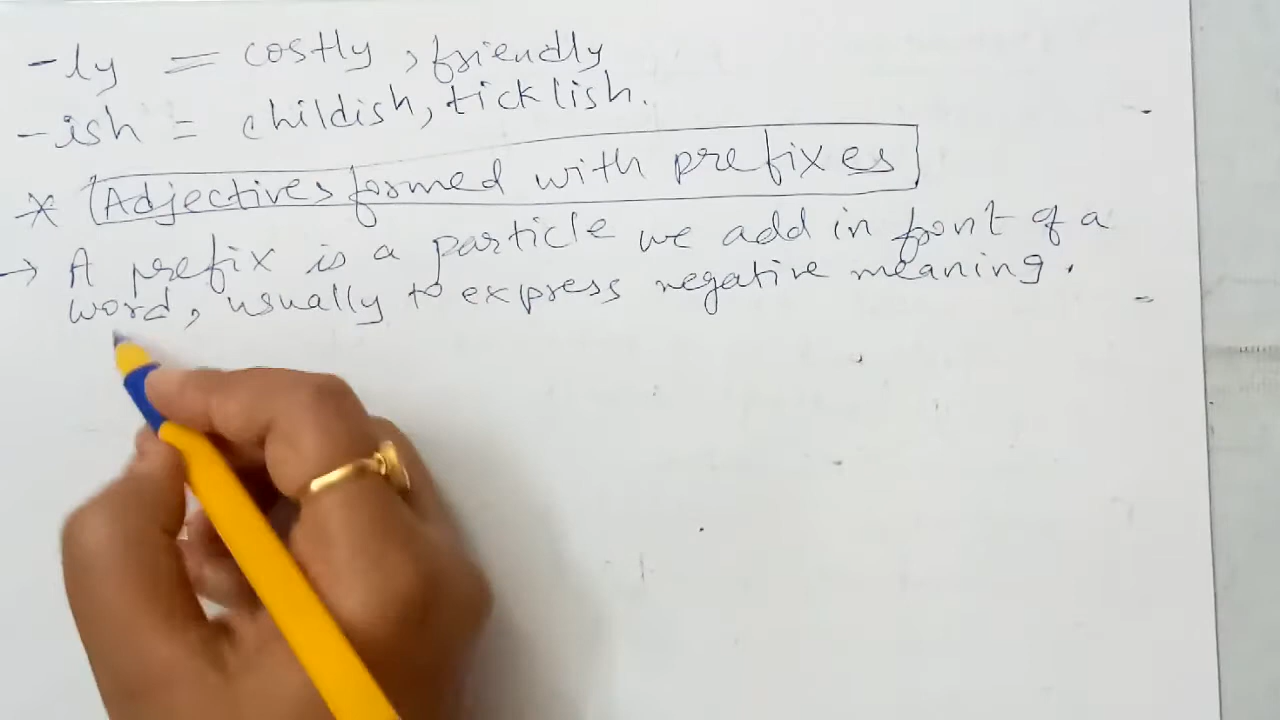 -ly = costly, friendly
-ish = childish, ticklish.
* Adjectives formed with prefixes
→ A prefix is a particle we add in front of a
word, usually to express negative meaning.